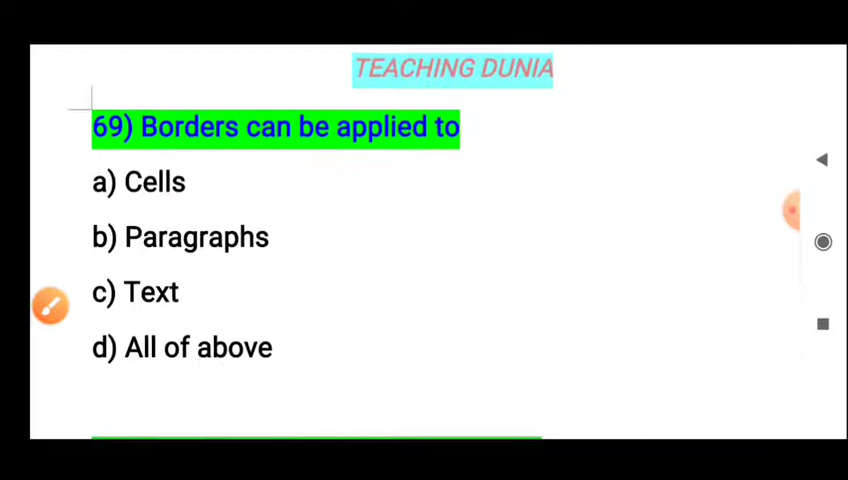 TEACHING DUNIA
69) Borders can be applied to
a) Cells
b) Paragraphs
c) Text
d) All of above